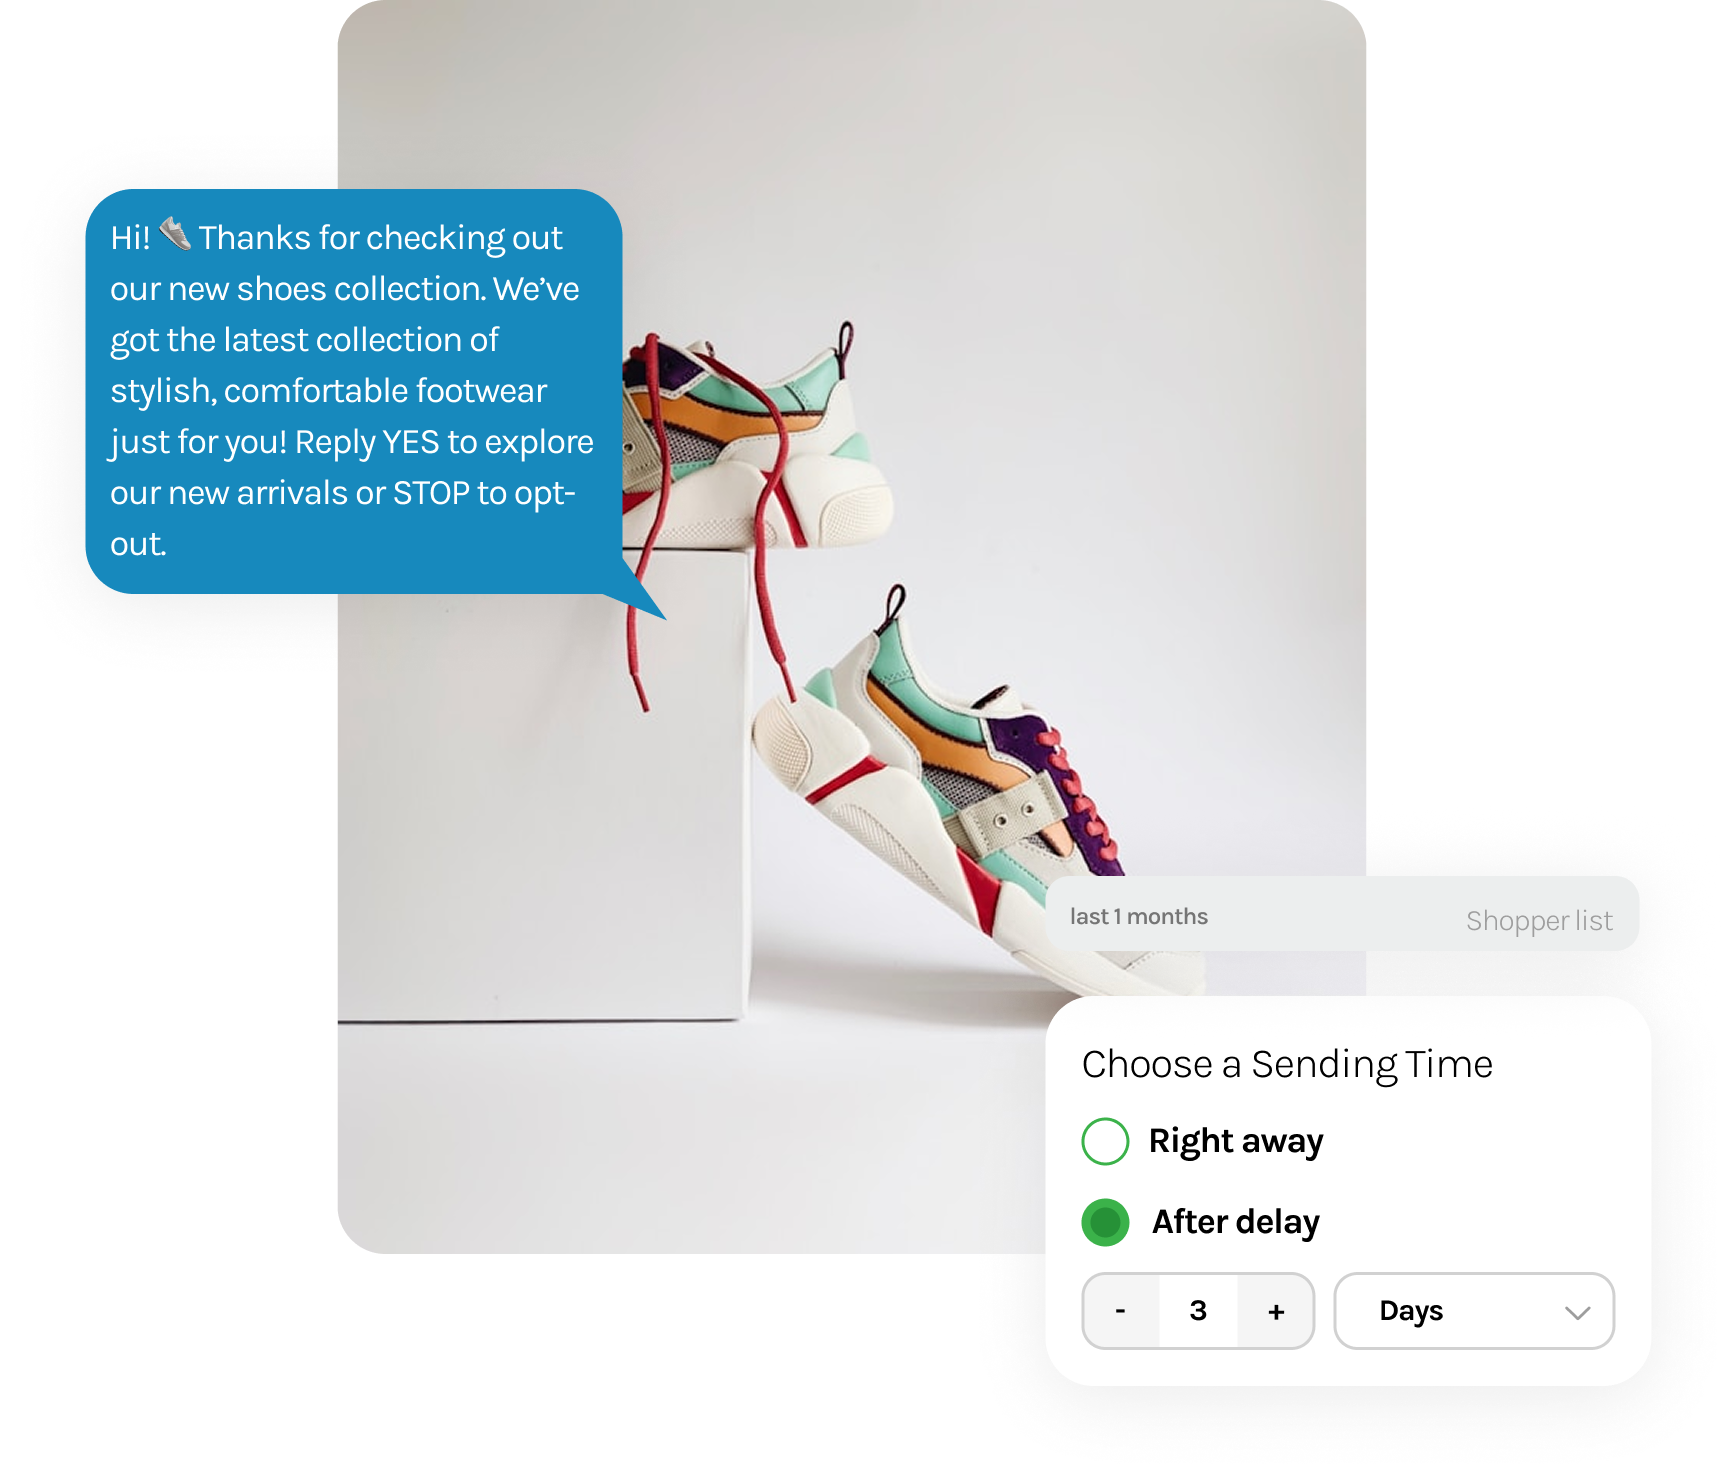 Hi! 👟 Thanks for checking out
our new shoes collection. We’ve
got the latest collection of
stylish, comfortable footwear
just for you! Reply YES to explore
our new arrivals or STOP to opt-
out.
last 1 months Shopper list
Choose a Sending Time
Right away
After delay
- 3 + Days